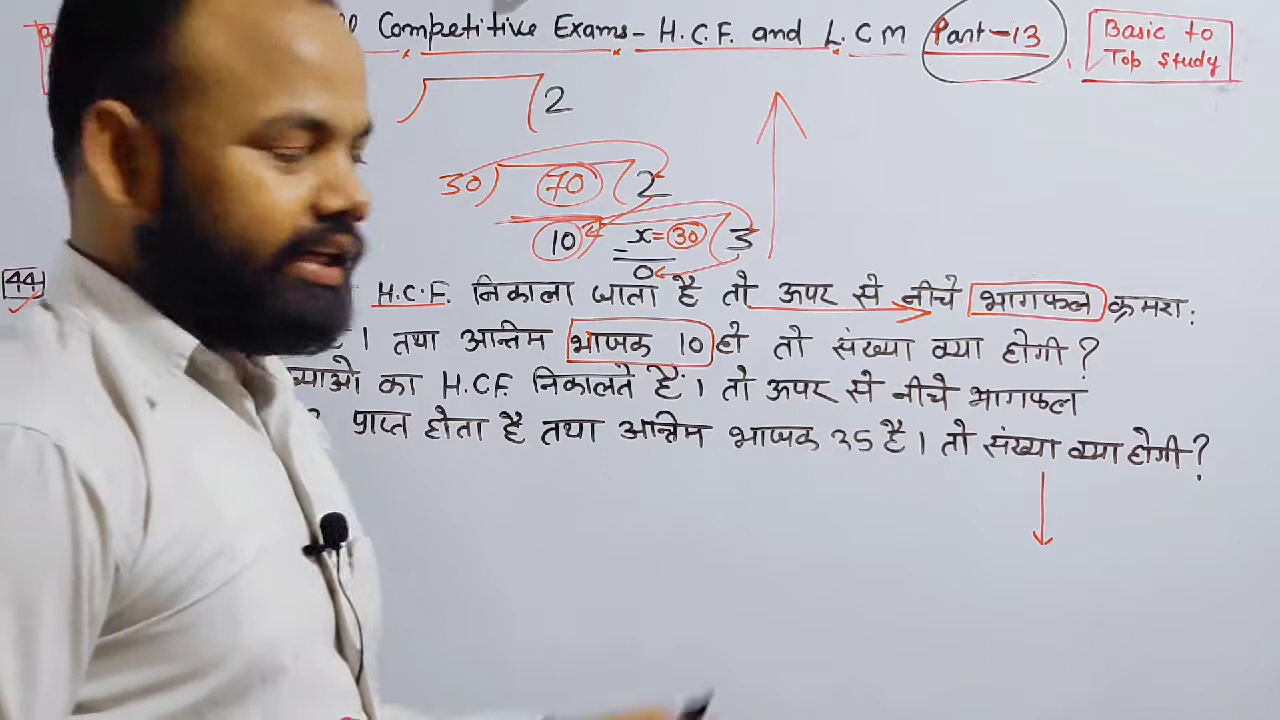 Competitive Exams - H.C.F. and L.C M Part-13 Basic to Top Study
2
30) 70 (2
10) x = 30 (3
0
44
H.C.F. निकाला जाता है तो ऊपर से नीचे भागफल क्रमश:
। तथा अन्तिम भाजक 10 हो तो संख्या क्या होगी?
का H.C.F. निकालते हैं। तो ऊपर से नीचे भागफल
प्राप्त होता है तथा अन्तिम भाजक 35 है। तो संख्या क्या होगी?